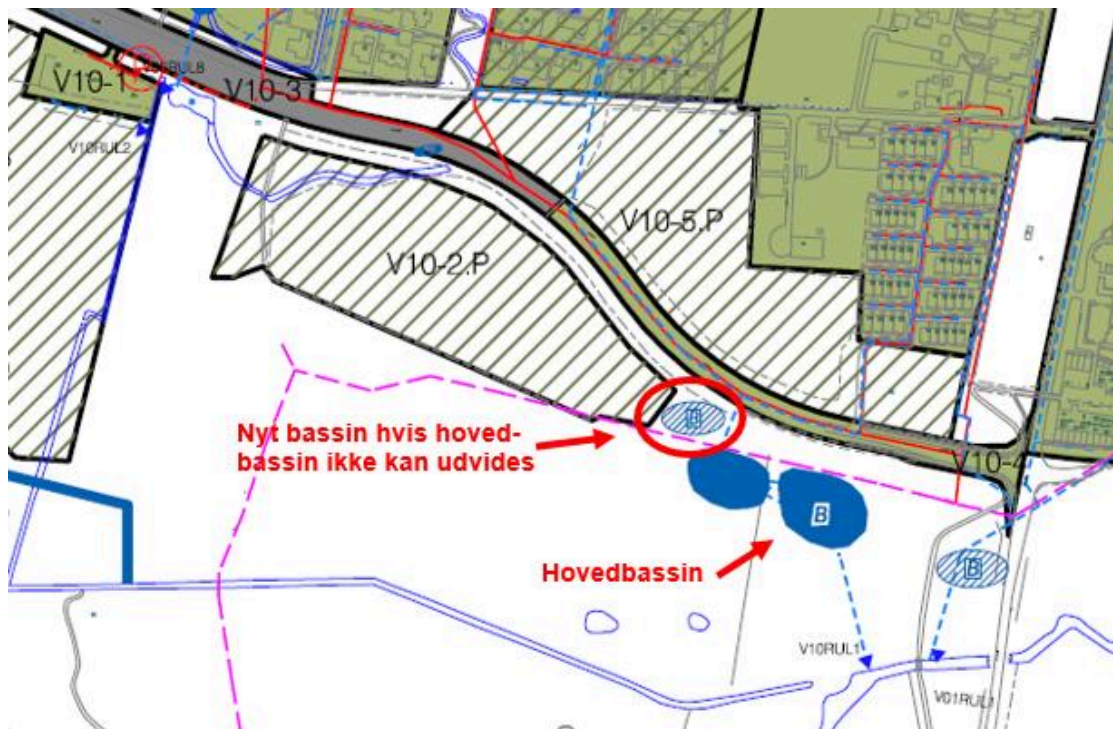 V10-1
V10-3
V10RUL2
V10-5.P
V10-2.P
Nyt bassin hvis hoved-
bassin ikke kan udvides
V10-4
B
B
Hovedbassin
V10RUL1
V01RUL1